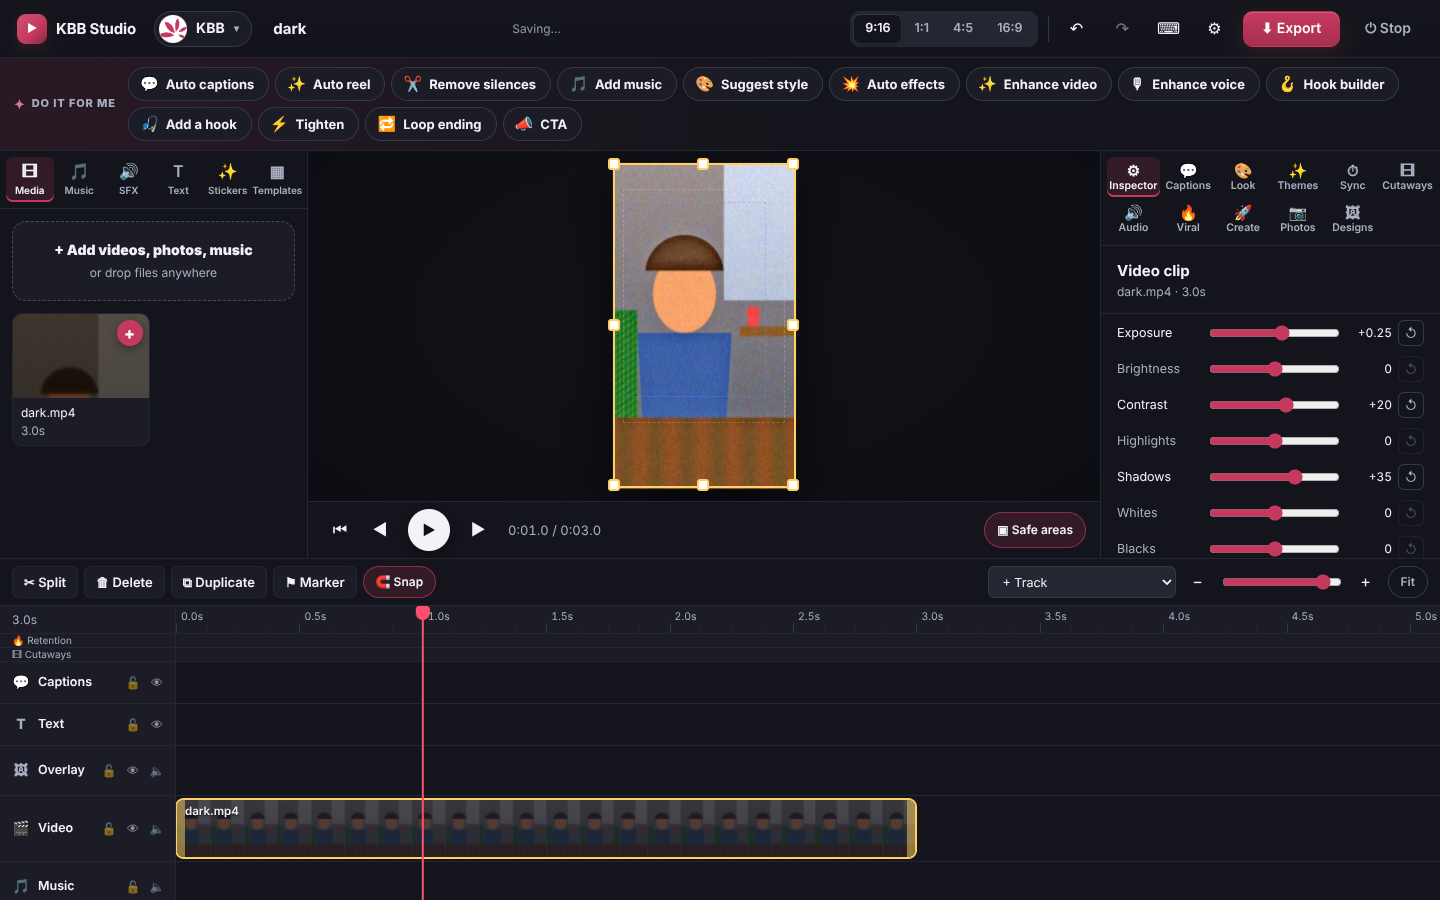 KBB Studio
KBB
dark
Saving...
9:16
1:1
4:5
16:9
Export
Stop
DO IT FOR ME
Auto captions
Auto reel
Remove silences
Add music
Suggest style
Auto effects
Enhance video
Enhance voice
Hook builder
Add a hook
Tighten
Loop ending
CTA
Media
Music
SFX
Text
Stickers
Templates
+ Add videos, photos, music
or drop files anywhere
dark.mp4
3.0s
0:01.0 / 0:03.0
Safe areas
Inspector
Captions
Look
Themes
Sync
Cutaways
Audio
Viral
Create
Photos
Designs
Video clip
dark.mp4 · 3.0s
Exposure +0.25
Brightness 0
Contrast +20
Highlights 0
Shadows +35
Whites 0
Blacks 0
Split
Delete
Duplicate
Marker
Snap
+ Track
Fit
3.0s
0.0s 0.5s 1.0s 1.5s 2.0s 2.5s 3.0s 3.5s 4.0s 4.5s 5.0s
Retention
Cutaways
Captions
Text
Overlay
Video
dark.mp4
Music